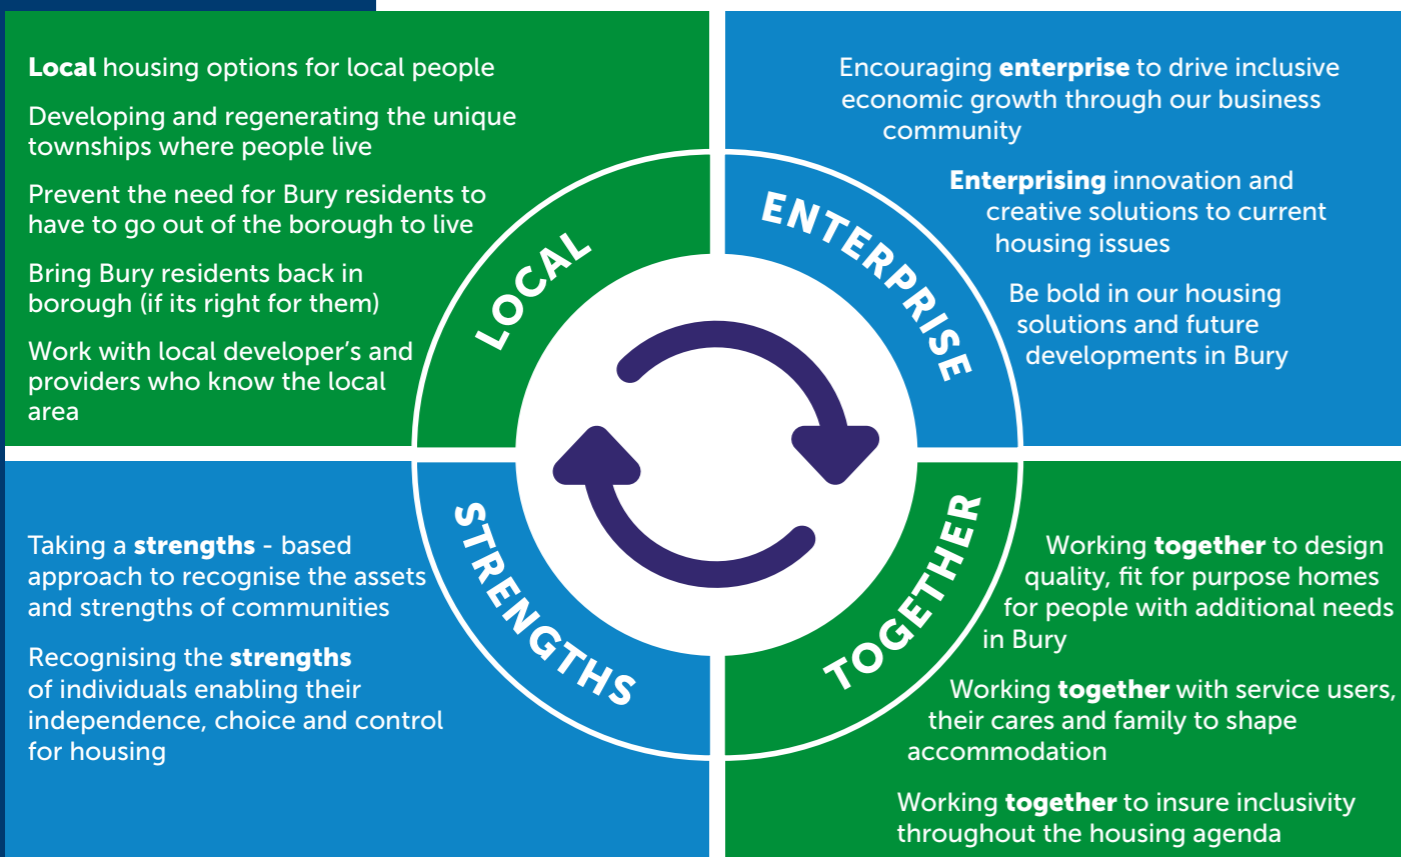 Local housing options for local people
Developing and regenerating the unique
townships where people live
Prevent the need for Bury residents to
have to go out of the borough to live
Bring Bury residents back in
borough (if its right for them)
Work with local developer's and
providers who know the local
area
LOCAL
Encouraging enterprise to drive inclusive
economic growth through our business
community
Enterprising innovation and
creative solutions to current
housing issues
Be bold in our housing
solutions and future
developments in Bury
ENTERPRISE
Taking a strengths - based
approach to recognise the assets
and strengths of communities
Recognising the strengths
of individuals enabling their
independence, choice and control
for housing
STRENGTHS
Working together to design
quality, fit for purpose homes
for people with additional needs
in Bury
Working together with service users,
their cares and family to shape
accommodation
Working together to insure inclusivity
throughout the housing agenda
TOGETHER